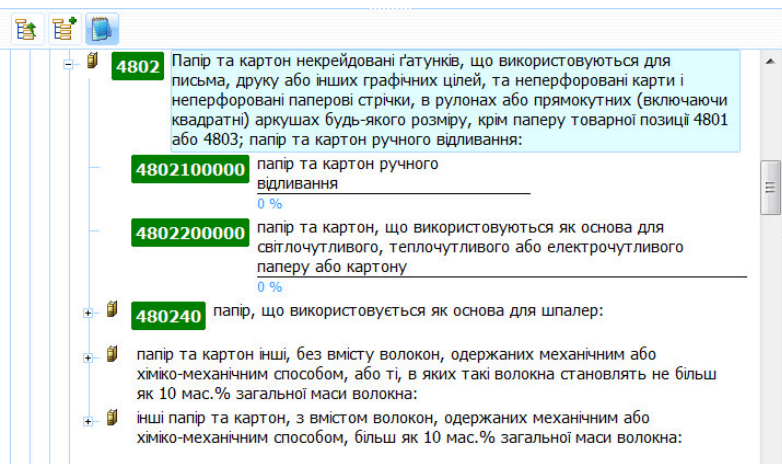 4802 Папір та картон некрейдовані ґатунків, що використовуються для
письма, друку або інших графічних цілей, та неперфоровані карти і
неперфоровані паперові стрічки, в рулонах або прямокутних (включаючи
квадратні) аркушах будь-якого розміру, крім паперу товарної позиції 4801
або 4803; папір та картон ручного відливання:
4802100000 папір та картон ручного
відливання
0 %
4802200000 папір та картон, що використовуються як основа для
світлочутливого, теплочутливого або електрочутливого
паперу або картону
0 %
480240 папір, що використовується як основа для шпалер:
папір та картон інші, без вмісту волокон, одержаних механічним або
хіміко-механічним способом, або ті, в яких такі волокна становлять не більш
як 10 мас.% загальної маси волокна:
інші папір та картон, з вмістом волокон, одержаних механічним або
хіміко-механічним способом, більш як 10 мас.% загальної маси волокна: